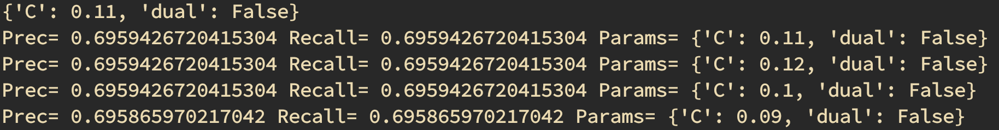 {'C': 0.11, 'dual': False}
Prec= 0.6959426720415304 Recall= 0.6959426720415304 Params= {'C': 0.11, 'dual': False}
Prec= 0.6959426720415304 Recall= 0.6959426720415304 Params= {'C': 0.12, 'dual': False}
Prec= 0.6959426720415304 Recall= 0.6959426720415304 Params= {'C': 0.1, 'dual': False}
Prec= 0.695865970217042 Recall= 0.695865970217042 Params= {'C': 0.09, 'dual': False}